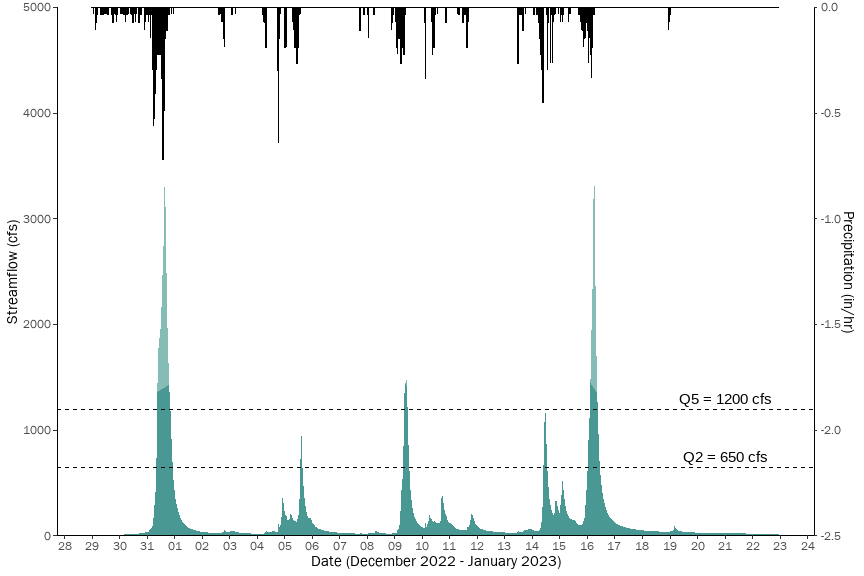 5000
4000
3000
2000
1000
0
Streamflow (cfs)
0.0
-0.5
-1.0
-1.5
-2.0
-2.5
Precipitation (in/hr)
Q5 = 1200 cfs
Q2 = 650 cfs
28 29 30 31 01 02 03 04 05 06 07 08 09 10 11 12 13 14 15 16 17 18 19 20 21 22 23 24
Date (December 2022 - January 2023)